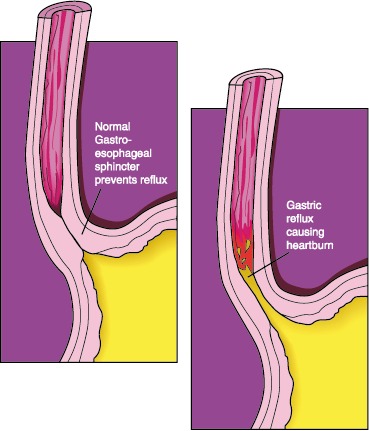 Normal
Gastro-
esophageal
sphincter
prevents reflux
Gastric
reflux
causing
heartburn